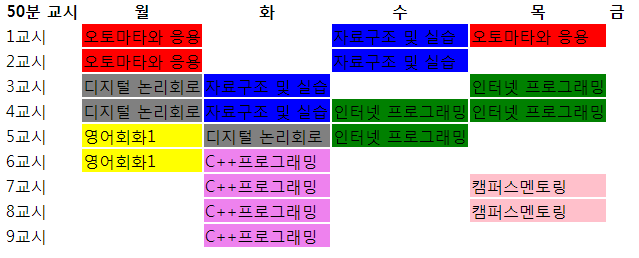 50분 교시 월 화 수 목 금
1교시 오토마타와 응용 자료구조 및 실습 오토마타와 응용
2교시 오토마타와 응용 자료구조 및 실습
3교시 디지털 논리회로 자료구조 및 실습 인터넷 프로그래밍
4교시 디지털 논리회로 자료구조 및 실습 인터넷 프로그래밍 인터넷 프로그래밍
5교시 영어회화1 디지털 논리회로 인터넷 프로그래밍
6교시 영어회화1 C++프로그래밍
7교시 C++프로그래밍 캠퍼스멘토링
8교시 C++프로그래밍 캠퍼스멘토링
9교시 C++프로그래밍